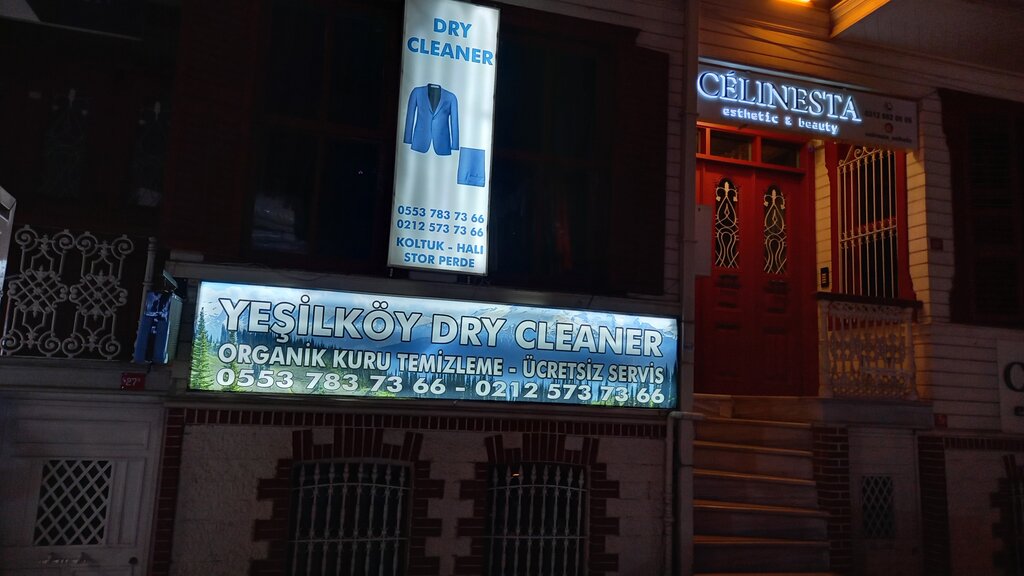 DRY
CLEANER
0553 783 73 66
0212 573 73 66
KOLTUK - HALI
STOR PERDE
YEŞİLKÖY DRY CLEANER
ORGANİK KURU TEMİZLEME - ÜCRETSİZ SERVİS
0553 783 73 66 - 0212 573 73 66
CÉLINESTA
esthetic & beauty